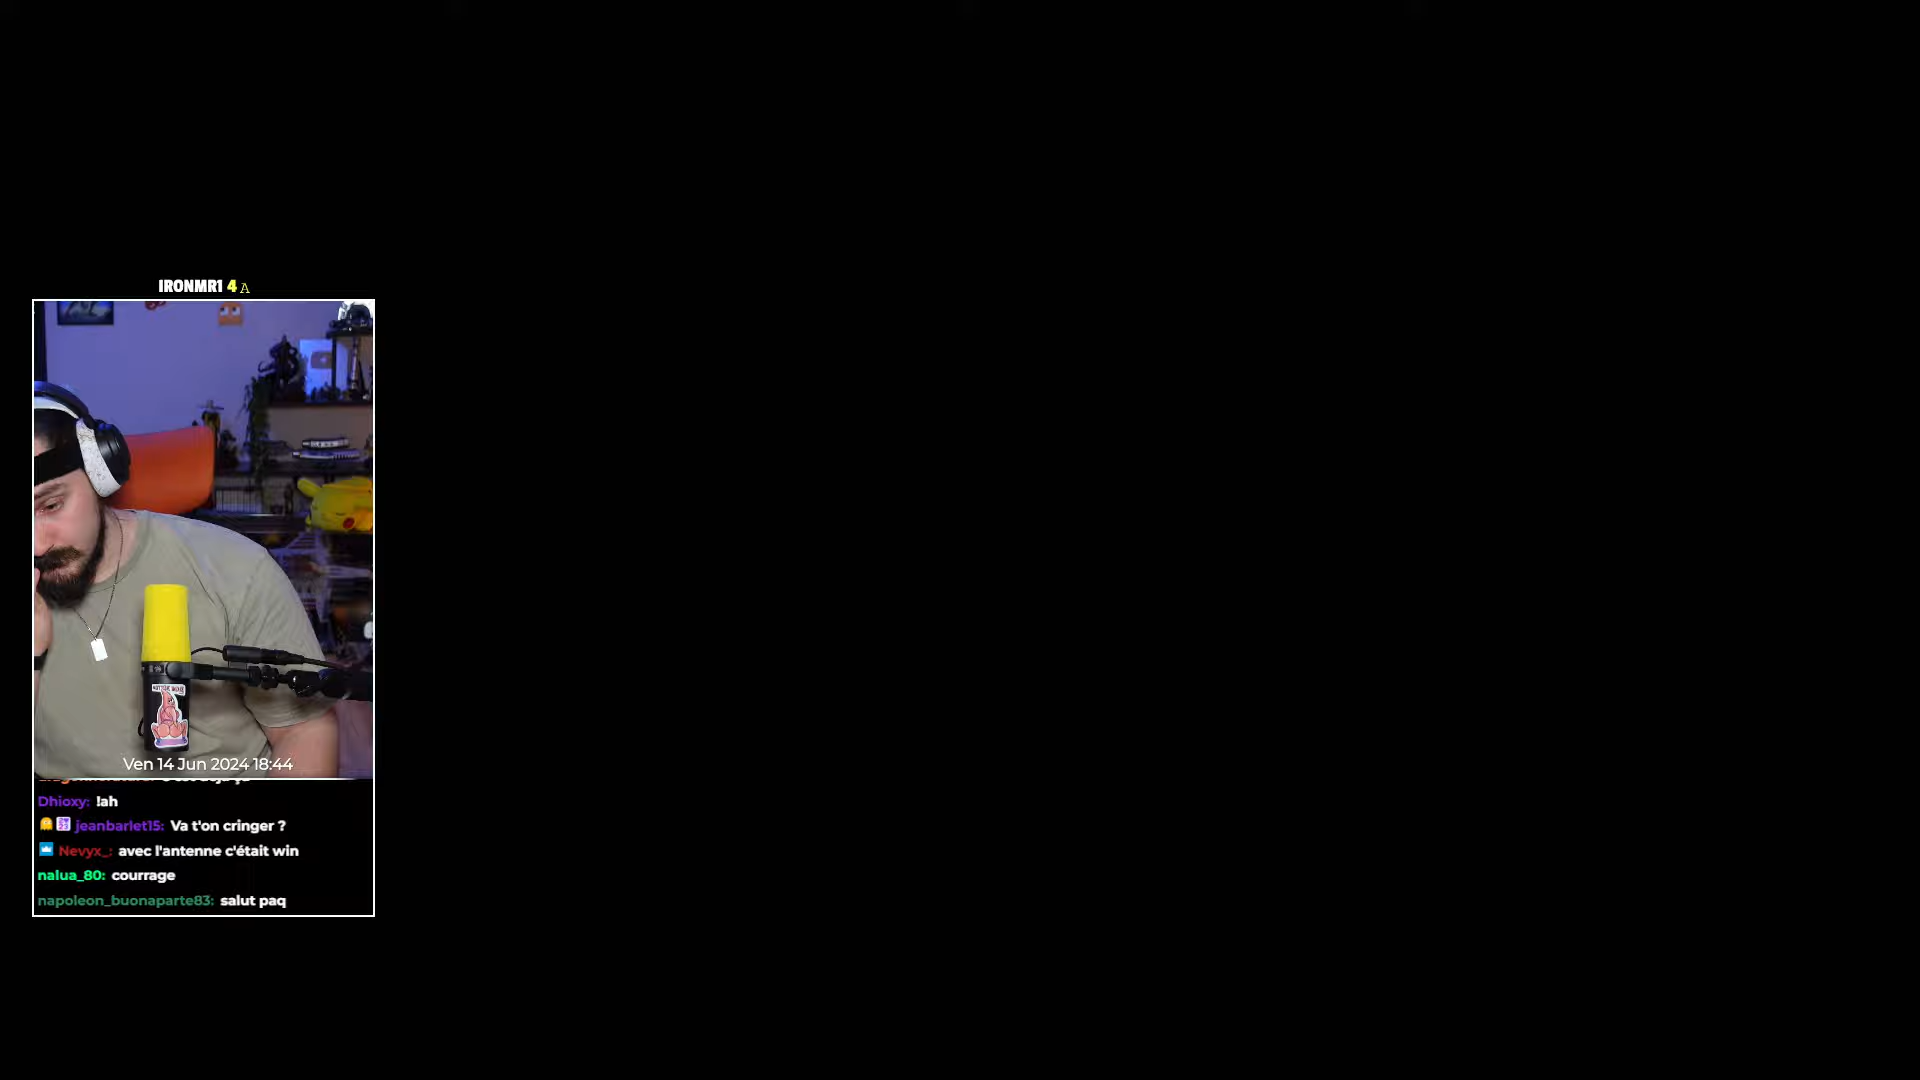 IRONMR1 4 A
Ven 14 Jun 2024 18:44
Dhioxy: !ah
jeanbarlet15: Va t'on cringer ?
Nevyx_: avec l'antenne c'était win
nalua_80: courrage
napoleon_buonaparte83: salut paq